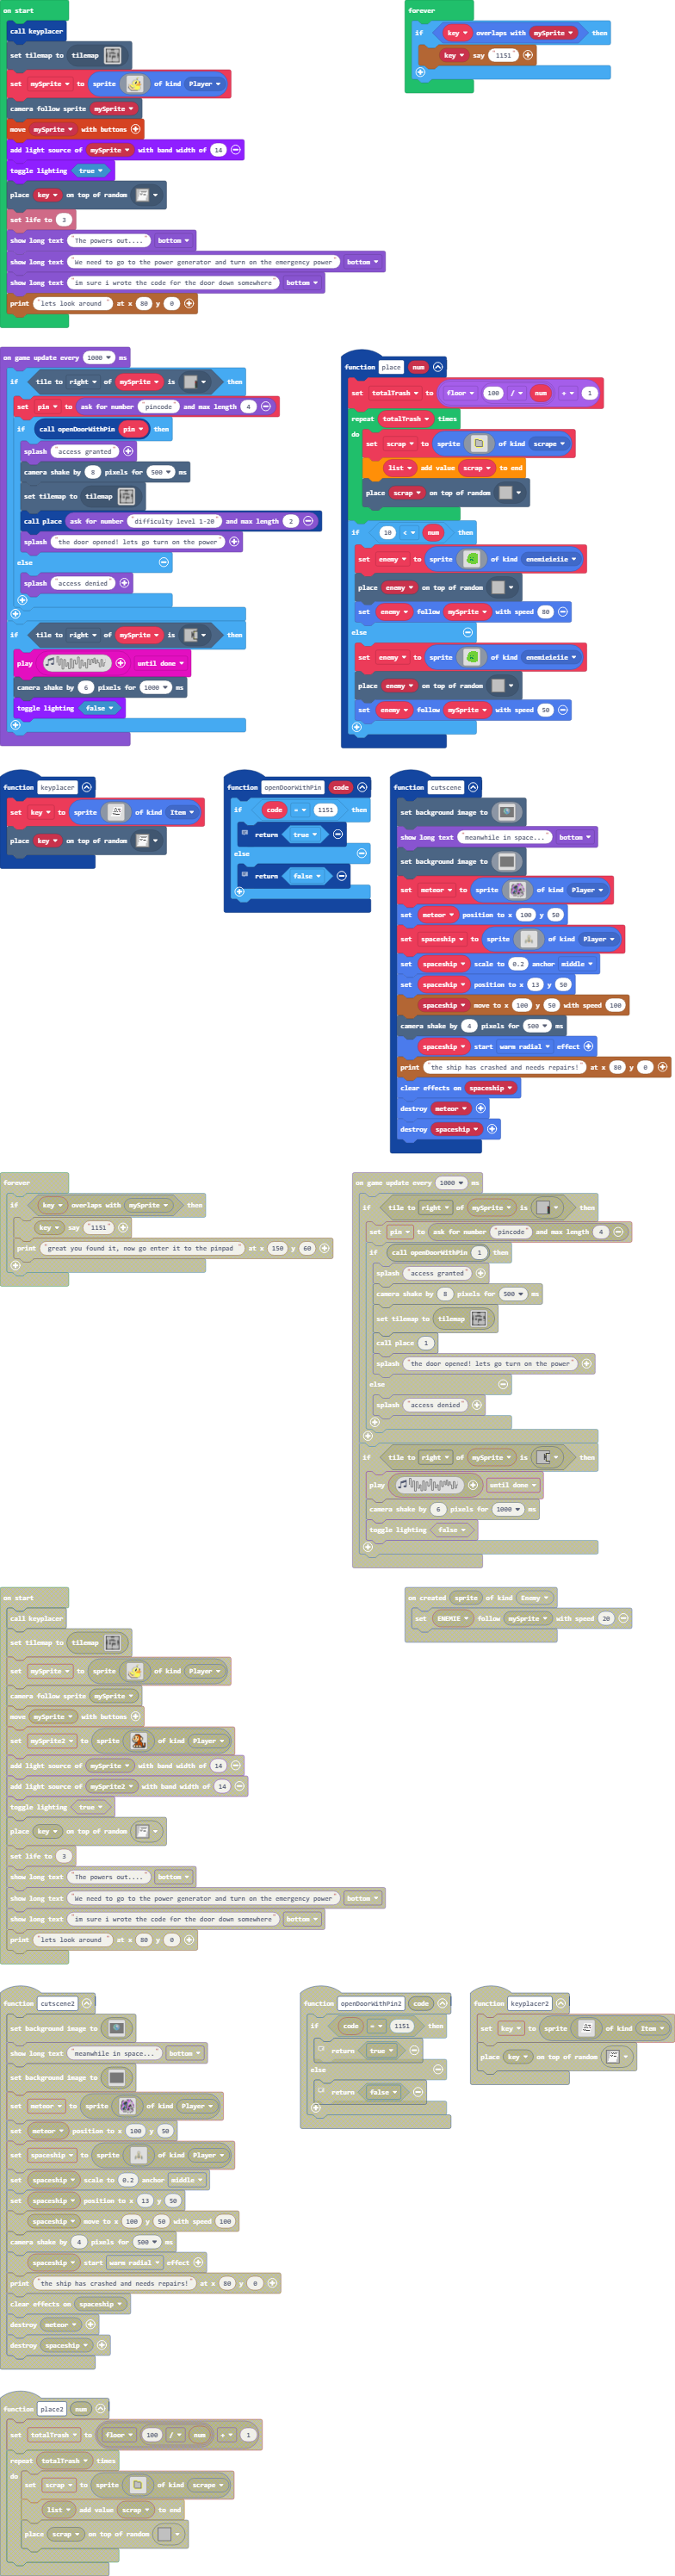 on start
call keyplacer
set tilemap to tilemap
set mySprite to sprite of kind Player
camera follow sprite mySprite
move mySprite with buttons
add light source of mySprite with band width of 14
toggle lighting true
place key on top of random
set life to 3
show long text "The powers out...." bottom
show long text "We need to go to the power generator and turn on the emergency power" bottom
show long text "im sure i wrote the code for the door down somewhere" bottom
print "lets look around" at x 80 y 0
forever
if key overlaps with mySprite then
key say "1151"
on game update every 1000 ms
if tile to right of mySprite is then
set pin to ask for number "pincode" and max length 4
if call openDoorWithPin pin then
splash "access granted"
camera shake by 8 pixels for 500 ms
set tilemap to tilemap
call place ask for number "difficulty level 1-20" and max length 2
splash "the door opened! lets go turn on the power"
else
splash "access denied"
if tile to right of mySprite is then
play until done
camera shake by 6 pixels for 1000 ms
toggle lighting false
function place num
set totalTrash to floor 100 / num + 1
repeat totalTrash times
do
set scrap to sprite of kind scrape
list add value scrap to end
place scrap on top of random
if 10 < num then
set enemy to sprite of kind enemieieiie
place enemy on top of random
set enemy follow mySprite with speed 80
else
set enemy to sprite of kind enemieieiie
place enemy on top of random
set enemy follow mySprite with speed 50
function keyplacer
set key to sprite of kind Item
place key on top of random
function openDoorWithPin code
if code = 1151 then
return true
else
return false
function cutscene
set background image to
show long text "meanwhile in space..." bottom
set background image to
set meteor to sprite of kind Player
set meteor position to x 100 y 50
set spaceship to sprite of kind Player
set spaceship scale to 0.2 anchor middle
set spaceship position to x 13 y 50
spaceship move to x 100 y 50 with speed 100
camera shake by 4 pixels for 500 ms
spaceship start warm radial effect
print "the ship has crashed and needs repairs!" at x 80 y 0
clear effects on spaceship
destroy meteor
destroy spaceship
forever
if key overlaps with mySprite then
key say "1151"
print "great you found it, now go enter it to the pinpad" at x 150 y 60
on game update every 1000 ms
if tile to right of mySprite is then
set pin to ask for number "pincode" and max length 4
if call openDoorWithPin 1 then
splash "access granted"
camera shake by 8 pixels for 500 ms
set tilemap to tilemap
call place 1
splash "the door opened! lets go turn on the power"
else
splash "access denied"
if tile to right of mySprite is then
play until done
camera shake by 6 pixels for 1000 ms
toggle lighting false
on start
call keyplacer
set tilemap to tilemap
set mySprite to sprite of kind Player
camera follow sprite mySprite
move mySprite with buttons
set mySprite2 to sprite of kind Player
add light source of mySprite with band width of 14
add light source of mySprite2 with band width of 14
toggle lighting true
place key on top of random
set life to 3
show long text "The powers out...." bottom
show long text "We need to go to the power generator and turn on the emergency power" bottom
show long text "im sure i wrote the code for the door down somewhere" bottom
print "lets look around" at x 80 y 0
on created sprite of kind Enemy
set ENEMIE follow mySprite with speed 20
function cutscene2
set background image to
show long text "meanwhile in space..." bottom
set background image to
set meteor to sprite of kind Player
set meteor position to x 100 y 50
set spaceship to sprite of kind Player
set spaceship scale to 0.2 anchor middle
set spaceship position to x 13 y 50
spaceship move to x 100 y 50 with speed 100
camera shake by 4 pixels for 500 ms
spaceship start warm radial effect
print "the ship has crashed and needs repairs!" at x 80 y 0
clear effects on spaceship
destroy meteor
destroy spaceship
function openDoorWithPin2 code
if code = 1151 then
return true
else
return false
function keyplacer2
set key to sprite of kind Item
place key on top of random
function place2 num
set totalTrash to floor 100 / num + 1
repeat totalTrash times
do
set scrap to sprite of kind scrape
list add value scrap to end
place scrap on top of random